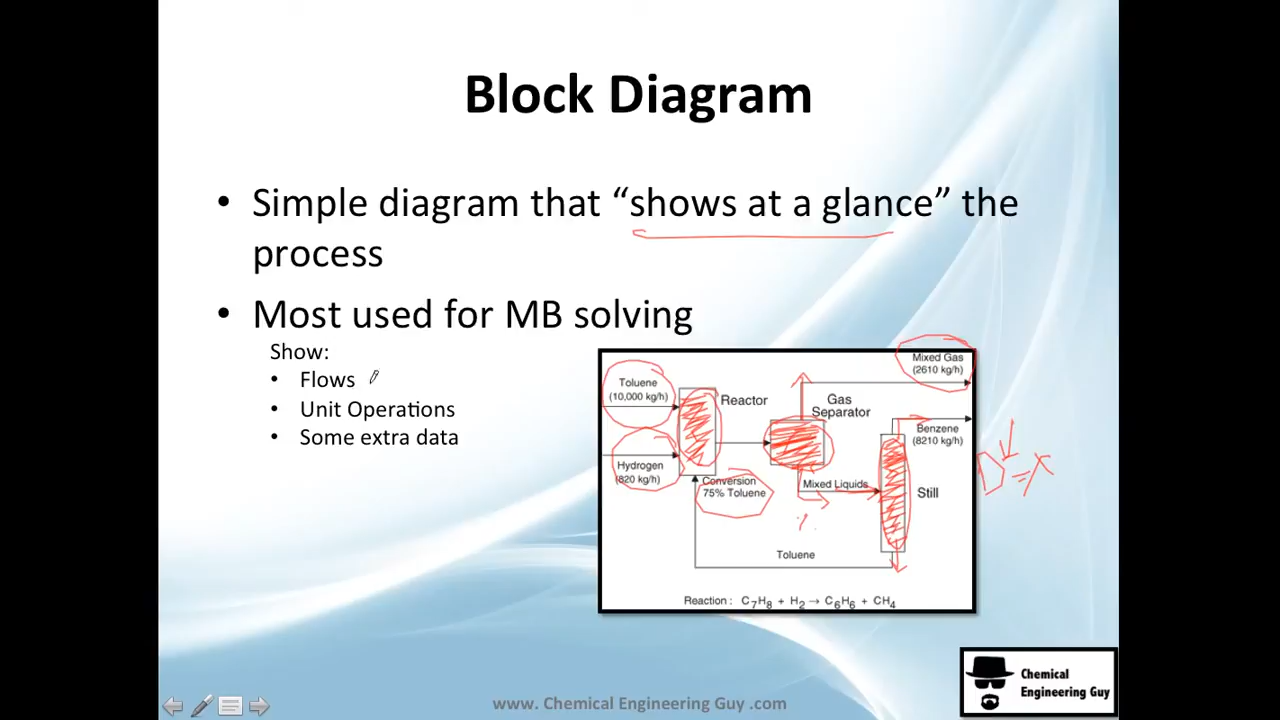 Block Diagram
• Simple diagram that “shows at a glance” the
process
• Most used for MB solving
Show:
• Flows
• Unit Operations
• Some extra data
Toluene
(10,000 kg/h)
Hydrogen
(820 kg/h)
Reactor
Conversion
75% Toluene
Gas
Separator
Mixed Gas
(2610 kg/h)
Benzene
(8210 kg/h)
Mixed Liquids
Still
Toluene
Reaction : C₇H₈ + H₂ → C₆H₆ + CH₄
Chemical
Engineering Guy
www. Chemical Engineering Guy .com